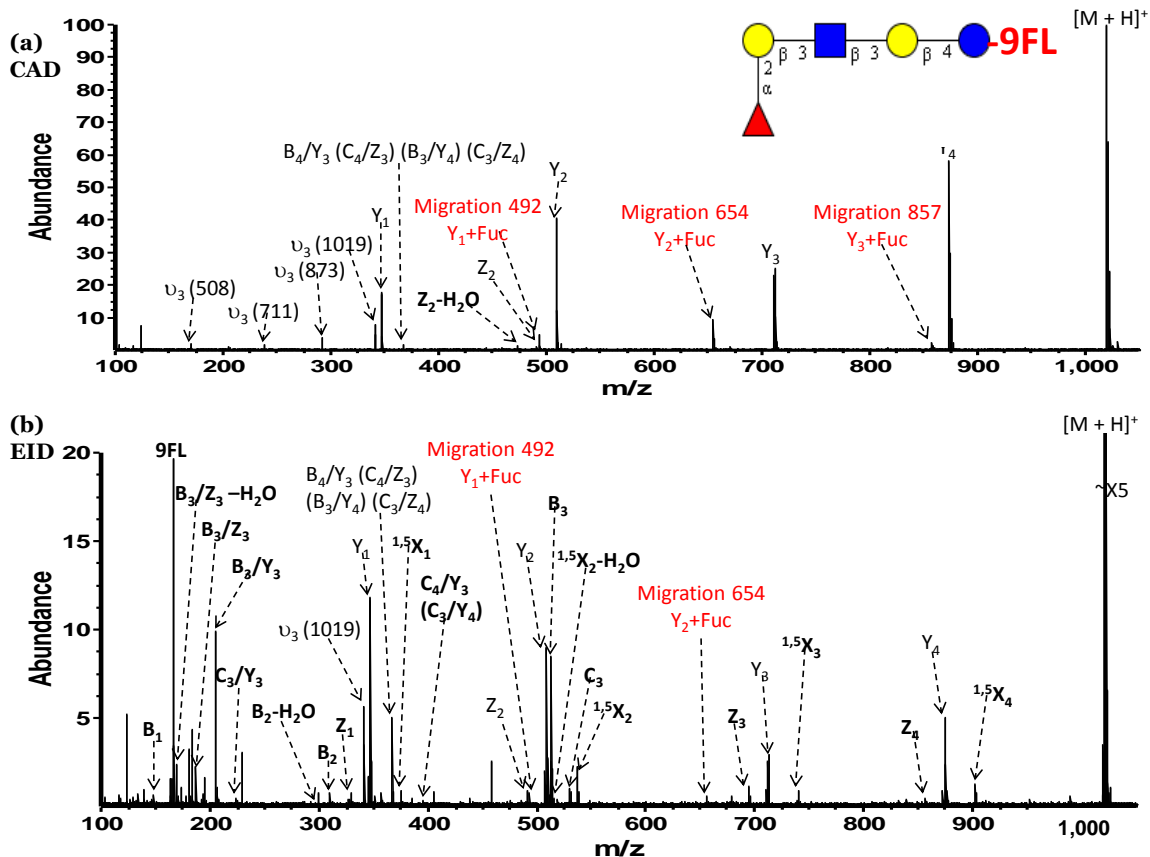 (a)
CAD
[M + H]⁺
100
90
80
70
60
50
40
30
20
10
Abundance
β 3 β 3 β 4 -9FL
2
α
B₄/Y₃ (C₄/Z₃) (B₃/Y₄) (C₃/Z₄)
Y₂
Migration 492
Y₁+Fuc
Migration 654
Y₂+Fuc
Migration 857
Y₃+Fuc
Y₁
υ₃ (1019)
υ₃ (873)
υ₃ (508)
υ₃ (711)
Z₂
Z₂-H₂O
Y₃
100 200 300 400 500 600 700 800 900 1,000
m/z
(b)
EID
[M + H]⁺
~X5
20
15
10
5
Abundance
9FL
B₃/Z₃ –H₂O
B₃/Z₃
B₃/Y₃
C₃/Y₃
B₁
B₂-H₂O
B₂
Z₁
υ₃ (1019)
Y₁
B₄/Y₃ (C₄/Z₃)
(B₃/Y₄) (C₃/Z₄)
¹,⁵X₁
C₄/Y₃
(C₃/Y₄)
Migration 492
Y₁+Fuc
Z₂
Y₂
B₃
¹,⁵X₂-H₂O
C₃
¹,⁵X₂
Migration 654
Y₂+Fuc
Z₃
Y₃
¹,⁵X₃
Z₄
Y₄
¹,⁵X₄
100 200 300 400 500 600 700 800 900 1,000
m/z